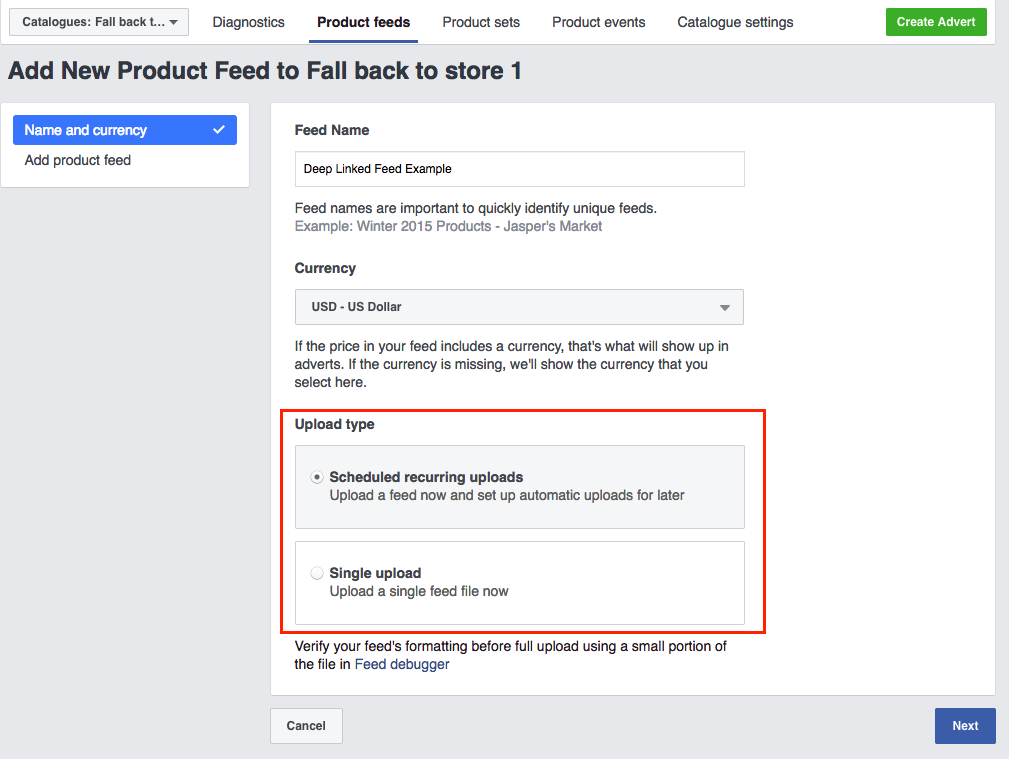 Catalogues: Fall back t...
Diagnostics
Product feeds
Product sets
Product events
Catalogue settings
Create Advert
Add New Product Feed to Fall back to store 1
Name and currency
Add product feed
Feed Name
Deep Linked Feed Example
Feed names are important to quickly identify unique feeds.
Example: Winter 2015 Products - Jasper's Market
Currency
USD - US Dollar
If the price in your feed includes a currency, that's what will show up in
adverts. If the currency is missing, we'll show the currency that you
select here.
Upload type
Scheduled recurring uploads
Upload a feed now and set up automatic uploads for later
Single upload
Upload a single feed file now
Verify your feed's formatting before full upload using a small portion of
the file in Feed debugger
Cancel
Next